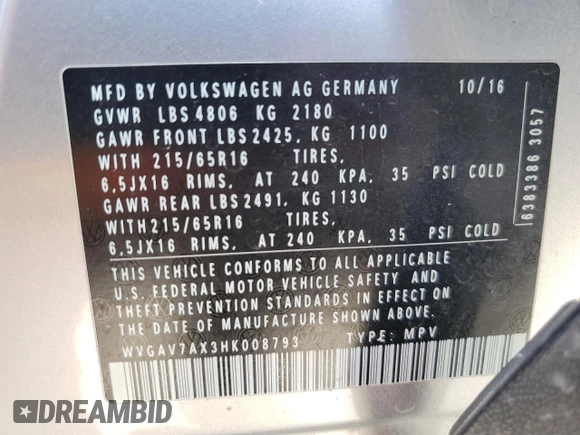 MFD BY VOLKSWAGEN AG GERMANY 10/16
GVWR LBS 4806 KG 2180
GAWR FRONT LBS 2425, KG 1100
WITH 215/65R16 TIRES,
6,5JX16 RIMS, AT 240 KPA, 35 PSI COLD
GAWR REAR LBS 2491, KG 1130
WITH215/65R16 TIRES,
6,5JX16 RIMS, AT 240 KPA, 35 PSI COLD
THIS VEHICLE CONFORMS TO ALL APPLICABLE
U.S. FEDERAL MOTOR VEHICLE SAFETY AND
THEFT PREVENTION STANDARDS IN EFFECT ON
THE DATE OF MANUFACTURE SHOWN ABOVE.
WVGAV7AX3HK008793 TYPE: MPV
6383386 3057
DREAMBID